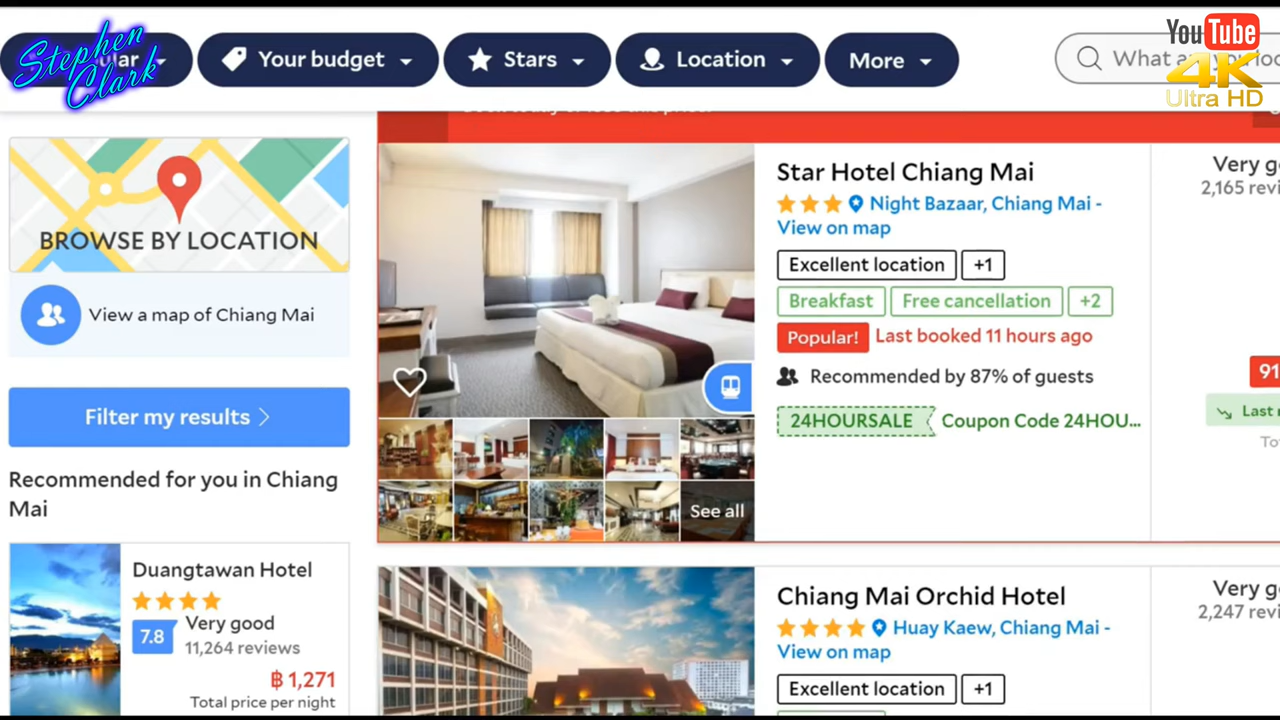 Stephen
Clark
Your budget
Stars
Location
More
YouTube
4K
Ultra HD
BROWSE BY LOCATION
View a map of Chiang Mai
Filter my results
Recommended for you in Chiang
Mai
Duangtawan Hotel
7.8
Very good
11,264 reviews
฿ 1,271
Total price per night
See all
Star Hotel Chiang Mai
Night Bazaar, Chiang Mai -
View on map
Excellent location
+1
Breakfast
Free cancellation
+2
Popular!
Last booked 11 hours ago
Recommended by 87% of guests
24HOURSALE
Coupon Code 24HOU...
Very
2,165
91
Last
Chiang Mai Orchid Hotel
Huay Kaew, Chiang Mai -
View on map
Excellent location
+1
Very
2,247